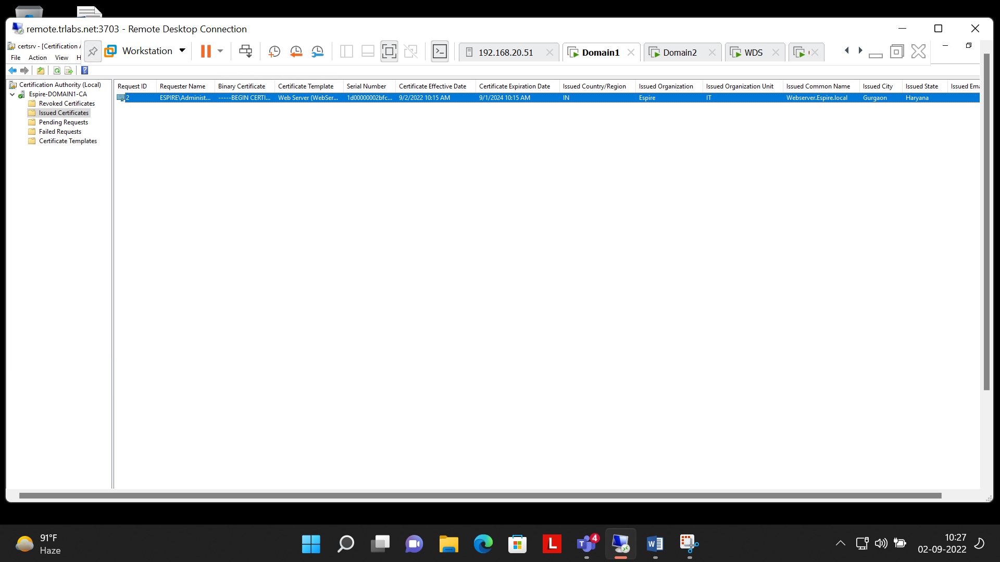 remote.trlabs.net:3703 - Remote Desktop Connection
certsrv - [Certification A
Workstation
192.168.20.51
Domain1
Domain2
WDS
File Action View H
Certification Authority (Local)
Espire-DOMAIN1-CA
Revoked Certificates
Issued Certificates
Pending Requests
Failed Requests
Certificate Templates
Request ID Requester Name Binary Certificate Certificate Template Serial Number Certificate Effective Date Certificate Expiration Date Issued Country/Region Issued Organization Issued Organization Unit Issued Common Name Issued City Issued State Issued Ema
2 ESPIRE\Administ... -----BEGIN CERTI... Web Server (WebSer... 1d00000002bfc... 9/2/2022 10:15 AM 9/1/2024 10:15 AM IN Espire IT Webserver.Espire.local Gurgaon Haryana
91°F
Haze
L
T
4
W
10:27
02-09-2022